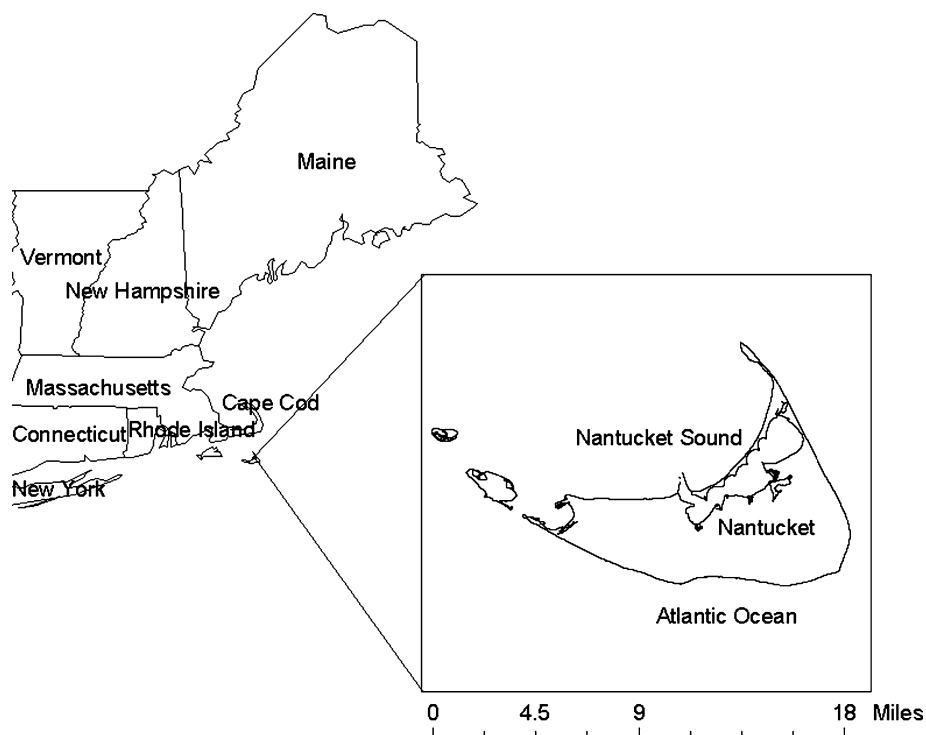 Maine
Vermont
New Hampshire
Massachusetts
Cape Cod
Connecticut
Rhode Island
New York
Nantucket Sound
Nantucket
Atlantic Ocean
0 4.5 9 18 Miles